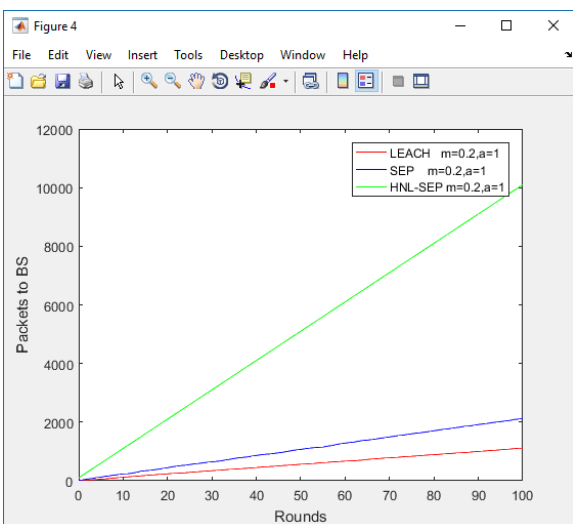 Figure 4
File Edit View Insert Tools Desktop Window Help
12000
10000
8000
6000
4000
2000
0
Packets to BS
LEACH m=0.2,a=1
SEP m=0.2,a=1
HNL-SEP m=0.2,a=1
0 10 20 30 40 50 60 70 80 90 100
Rounds